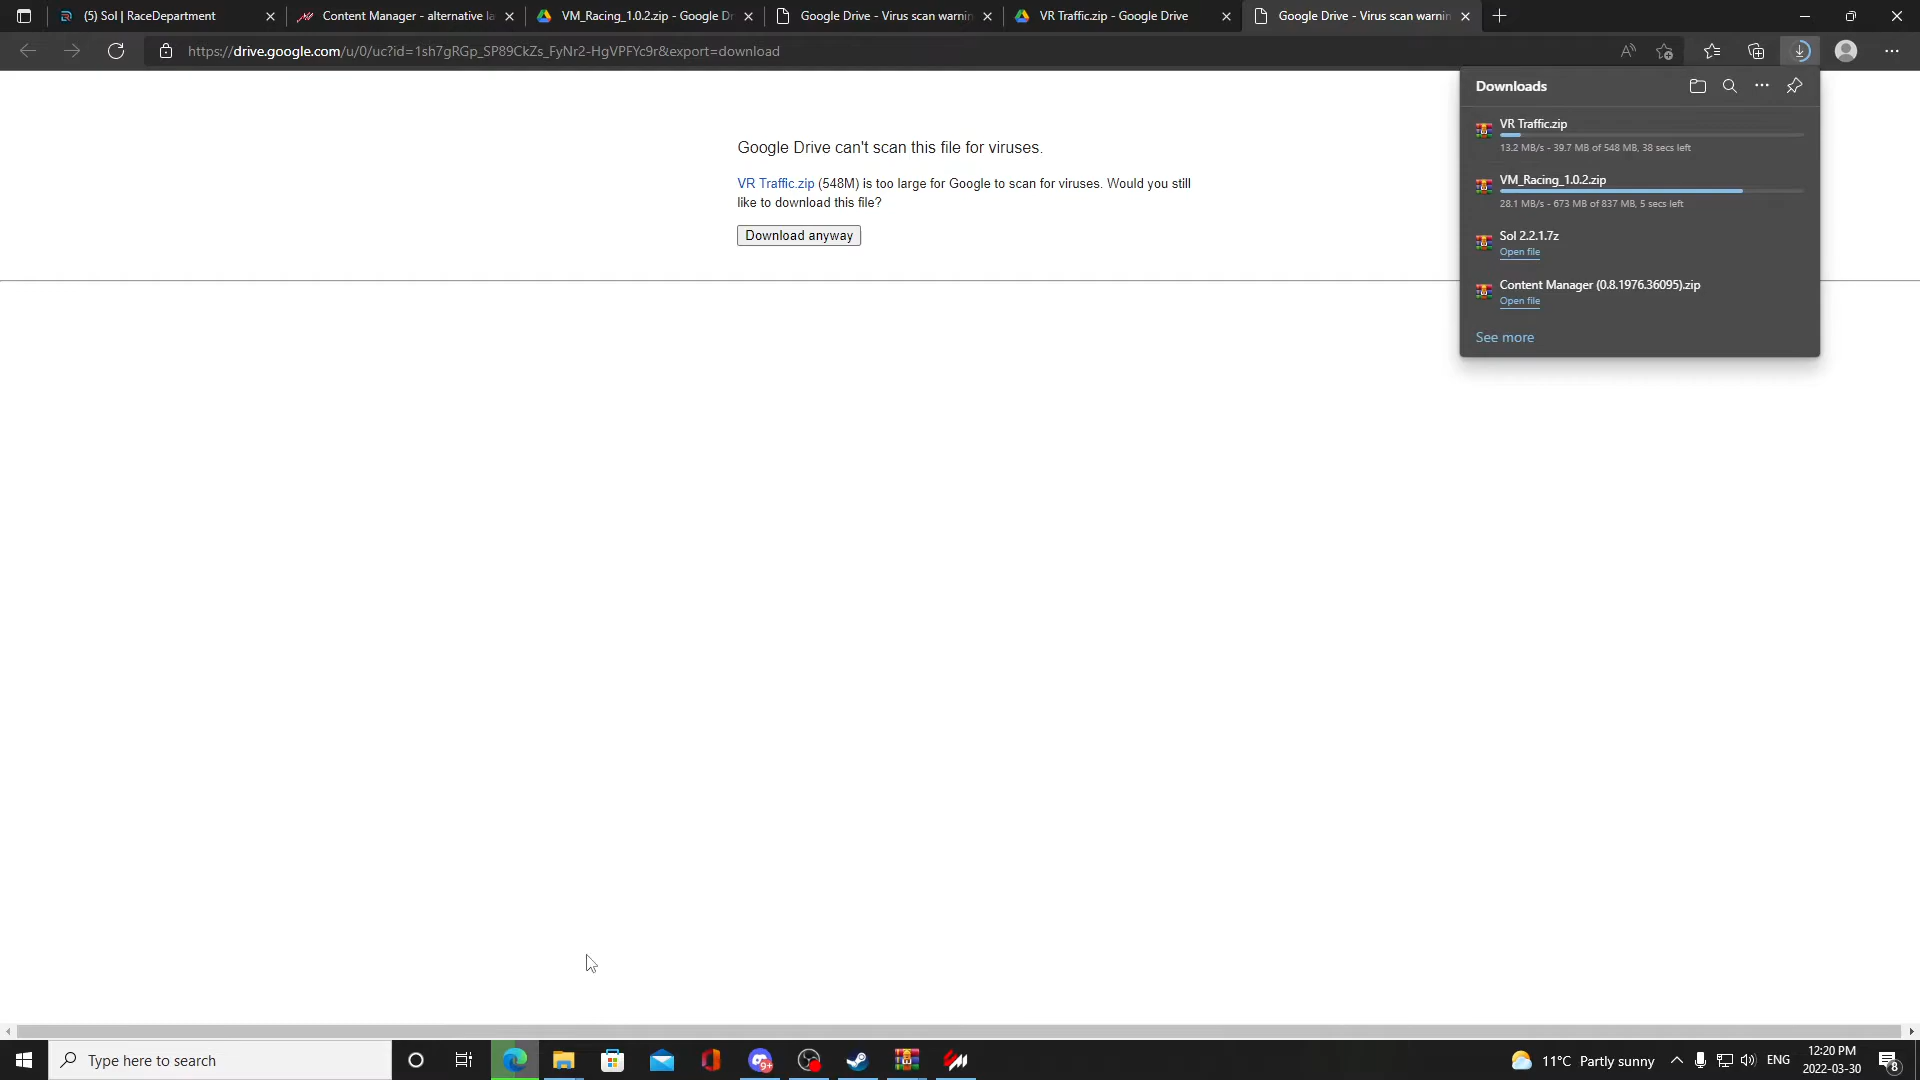 (5) Sol | RaceDepartment
Content Manager - alternative la
VM_Racing_1.0.2.zip - Google Dr
Google Drive - Virus scan warnin
VR Traffic.zip - Google Drive
Google Drive - Virus scan warnin
https://drive.google.com/u/0/uc?id=1sh7gRGp_SP89CkZs_FyNr2-HgVPFYc9r&export=download
Downloads
VR Traffic.zip
13.2 MB/s - 39.7 MB of 548 MB, 38 secs left
VM_Racing_1.0.2.zip
28.1 MB/s - 673 MB of 837 MB, 5 secs left
Sol 2.2.1.7z
Open file
Content Manager (0.8.1976.36095).zip
Open file
See more
Google Drive can't scan this file for viruses.
VR Traffic.zip (548M) is too large for Google to scan for viruses. Would you still
like to download this file?
Download anyway
Type here to search
9+
11°C Partly sunny
ENG
12:20 PM
2022-03-30
8